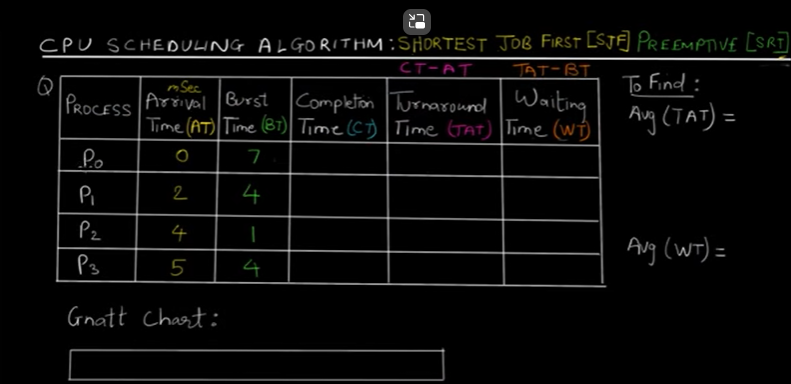 CPU SCHEDULING ALGORITHM: SHORTEST JOB FIRST [SJF] PREEMPTIVE [SRT]
CT-AT TAT-BT
Q
PROCESS mSec Arrival Time (AT) Burst Time (BT) Completion Time (CT) Turnaround Time (TAT) Waiting Time (WT)
P0 0 7
P1 2 4
P2 4 1
P3 5 4
To Find:
Avg (TAT) =
Avg (WT) =
Gnatt Chart: